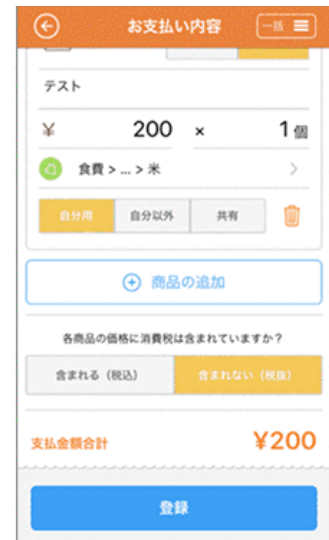 お支払い内容 一括
テスト
¥ 200 × 1個
食費 > ... > 米 >
自分用 自分以外 共有
商品の追加
各商品の価格に消費税は含まれていますか？
含まれる（税込） 含まれない（税抜）
支払金額合計 ¥200
登録